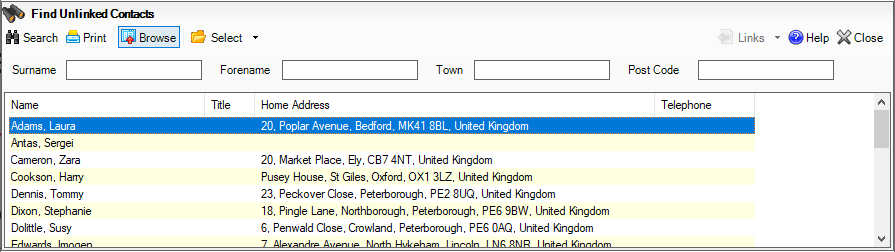 Find Unlinked Contacts
Search Print Browse Select Links Help Close
Surname Forename Town Post Code
Name Title Home Address Telephone
Adams, Laura 20, Poplar Avenue, Bedford, MK41 8BL, United Kingdom
Antas, Sergei
Cameron, Zara 20, Market Place, Ely, CB7 4NT, United Kingdom
Cookson, Harry Pusey House, St Giles, Oxford, OX1 3LZ, United Kingdom
Dennis, Tommy 23, Peckover Close, Peterborough, PE2 8UQ, United Kingdom
Dixon, Stephanie 18, Pingle Lane, Northborough, Peterborough, PE6 9BW, United Kingdom
Dolittle, Susy 6, Penwald Close, Crowland, Peterborough, PE6 0AQ, United Kingdom
Edwards, Imogen 7, Alexandre Avenue, North Hykeham, Lincoln, LN6 8NR, United Kingdom